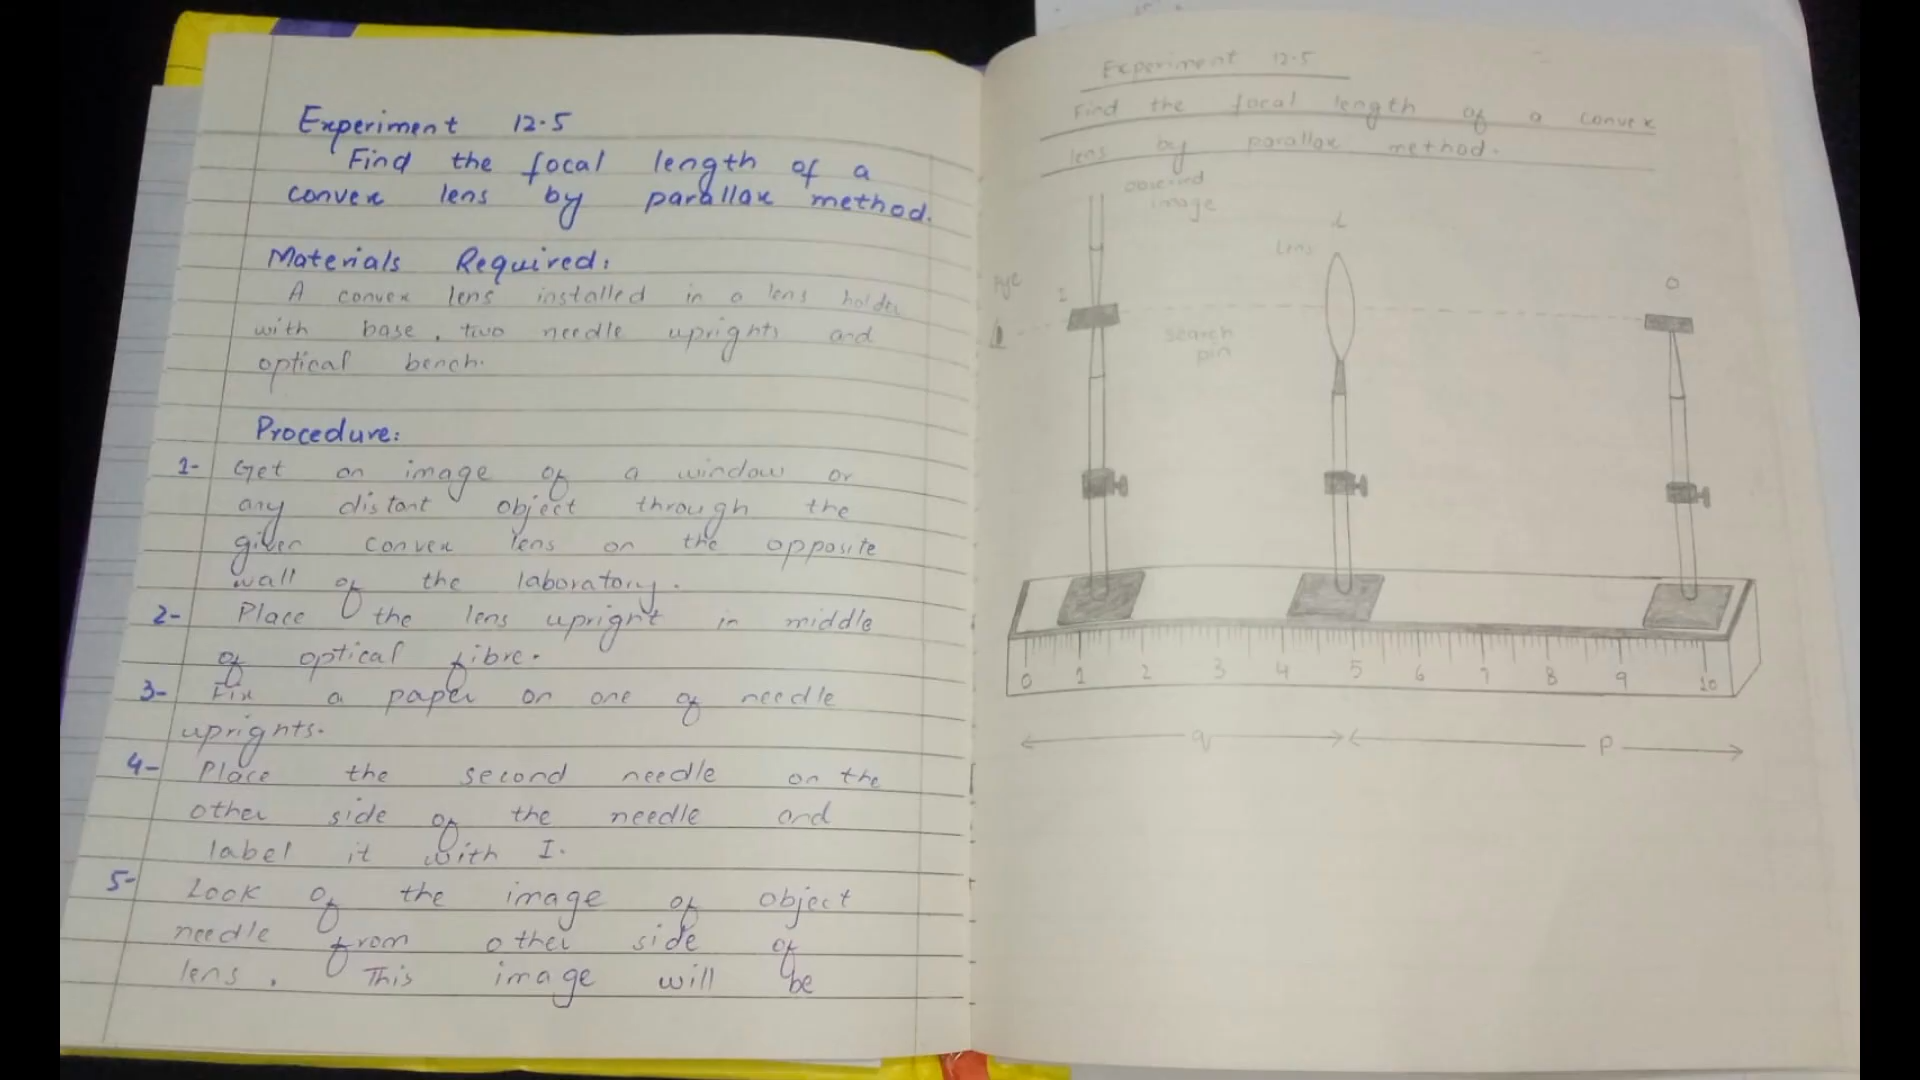 Experiment 12.5
Find the focal length of a
convex lens by parallax method.
Materials Required:
A convex lens installed in a lens holder
with base, two needle uprights and
optical bench.
Procedure:
1- Get an image of a window or
any distant object through the
given convex lens on the opposite
wall of the laboratory.
2- Place the lens upright in middle
of optical fibre.
3- Fix a paper on one of needle
uprights.
4- Place the second needle on the
other side of the needle and
label it with I.
5- Look of the image of object
needle from other side of
lens. This image will be
Experiment 12.5
Find the focal length of a convex
lens by parallax method.
observed
image
L
Lens
eye
I
O
search
pin
0 1 2 3 4 5 6 7 8 9 10
q p